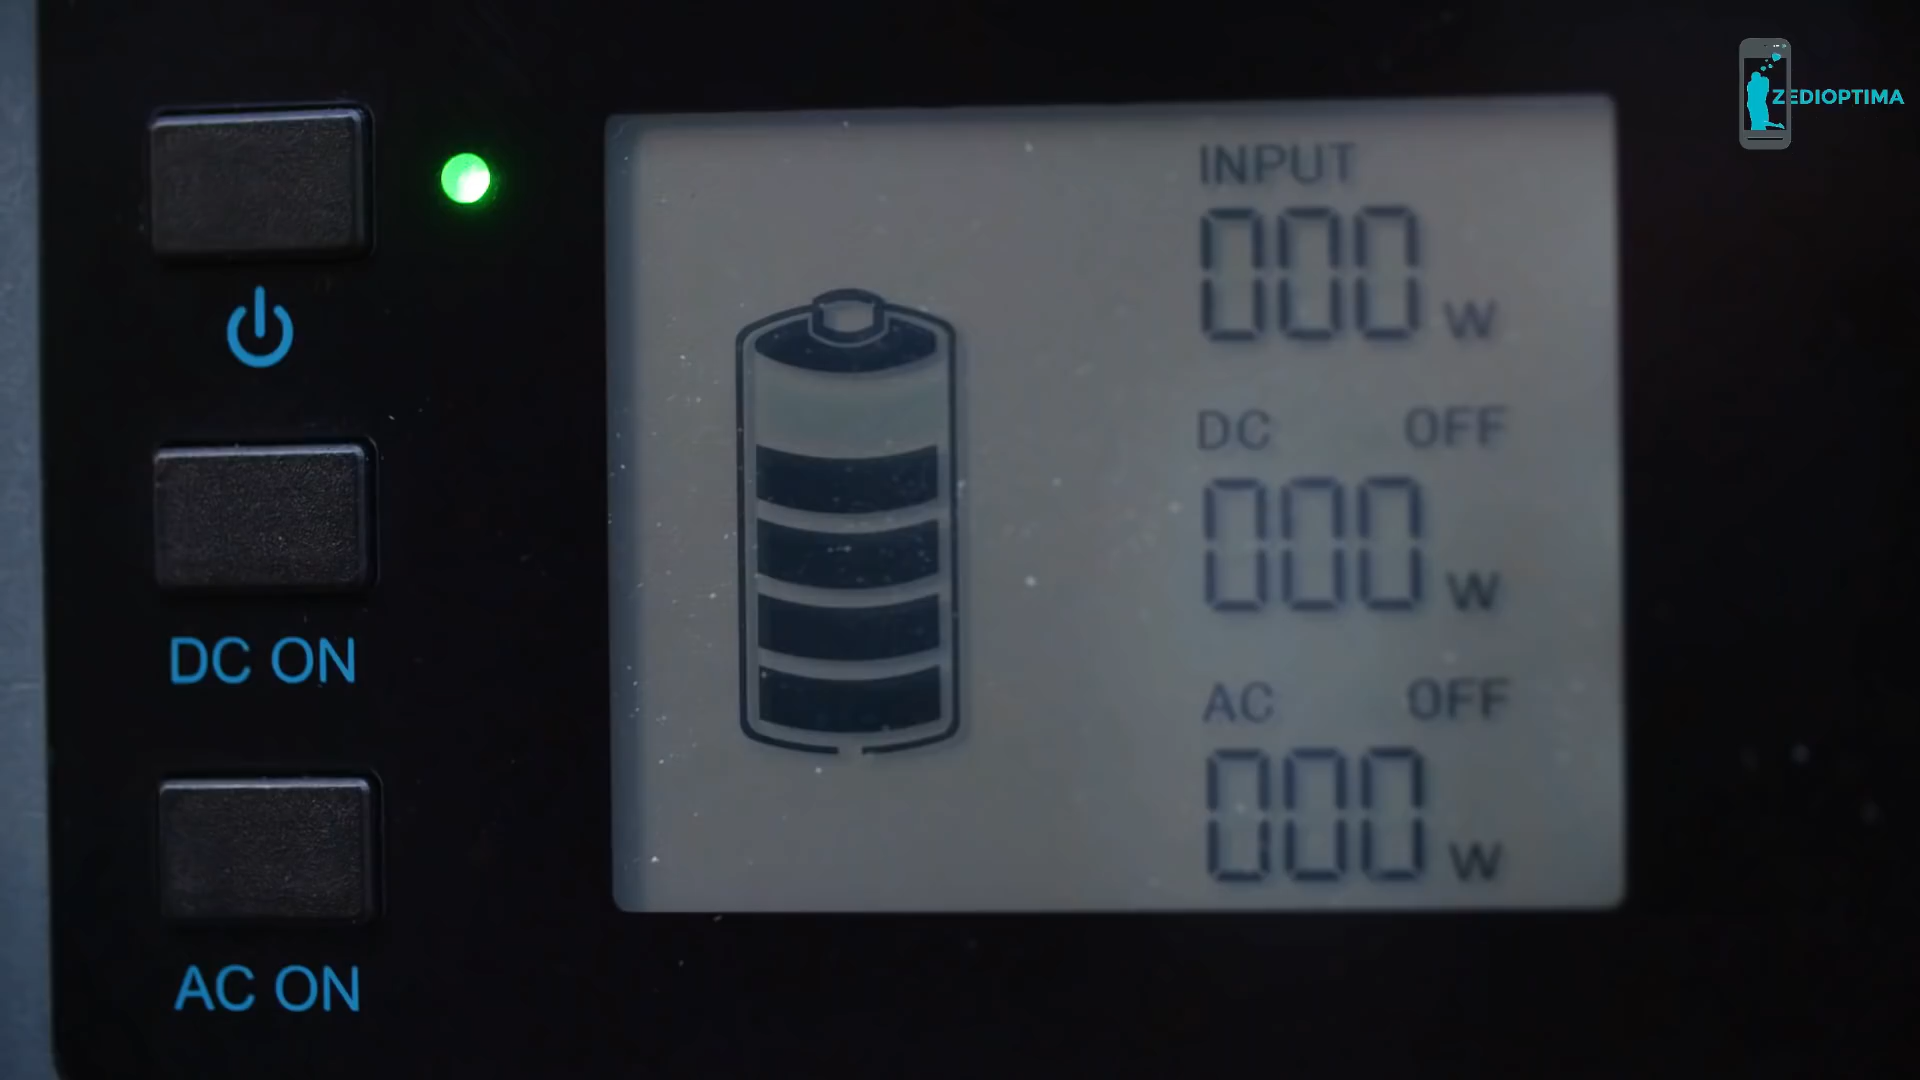 ZEDIOPTIMA
INPUT
000 W
DC OFF
000 W
AC OFF
000 W
DC ON
AC ON